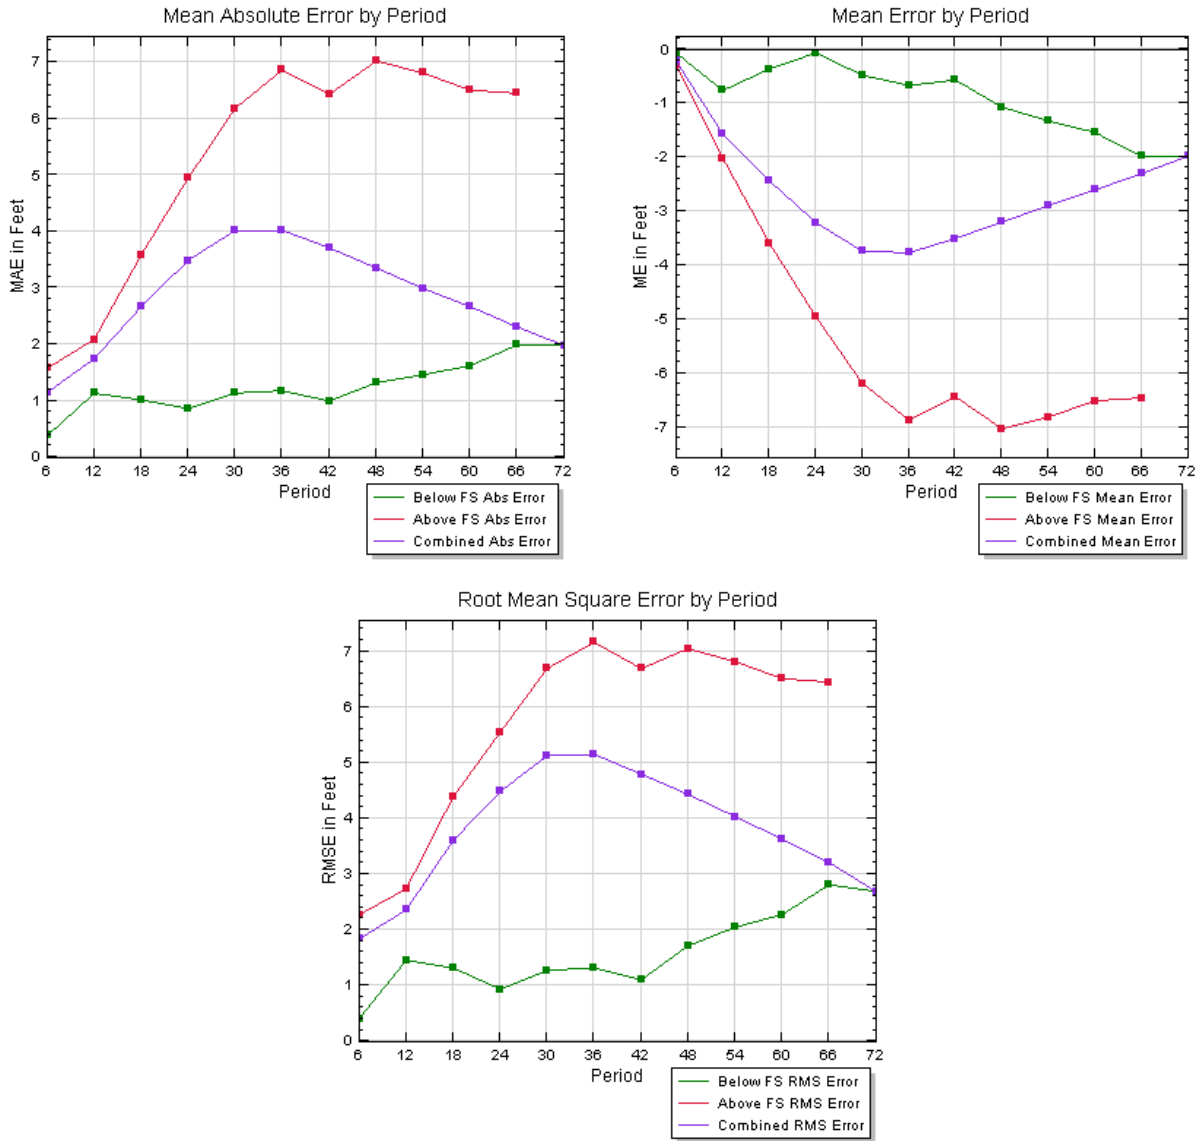 Mean Absolute Error by Period
7
6
5
4
3
2
1
0
MAE in Feet
6 12 18 24 30 36 42 48 54 60 66 72
Period
Below FS Abs Error
Above FS Abs Error
Combined Abs Error
Mean Error by Period
0
-1
-2
-3
-4
-5
-6
-7
ME in Feet
6 12 18 24 30 36 42 48 54 60 66 72
Period
Below FS Mean Error
Above FS Mean Error
Combined Mean Error
Root Mean Square Error by Period
7
6
5
4
3
2
1
0
RMSE in Feet
6 12 18 24 30 36 42 48 54 60 66 72
Period
Below FS RMS Error
Above FS RMS Error
Combined RMS Error